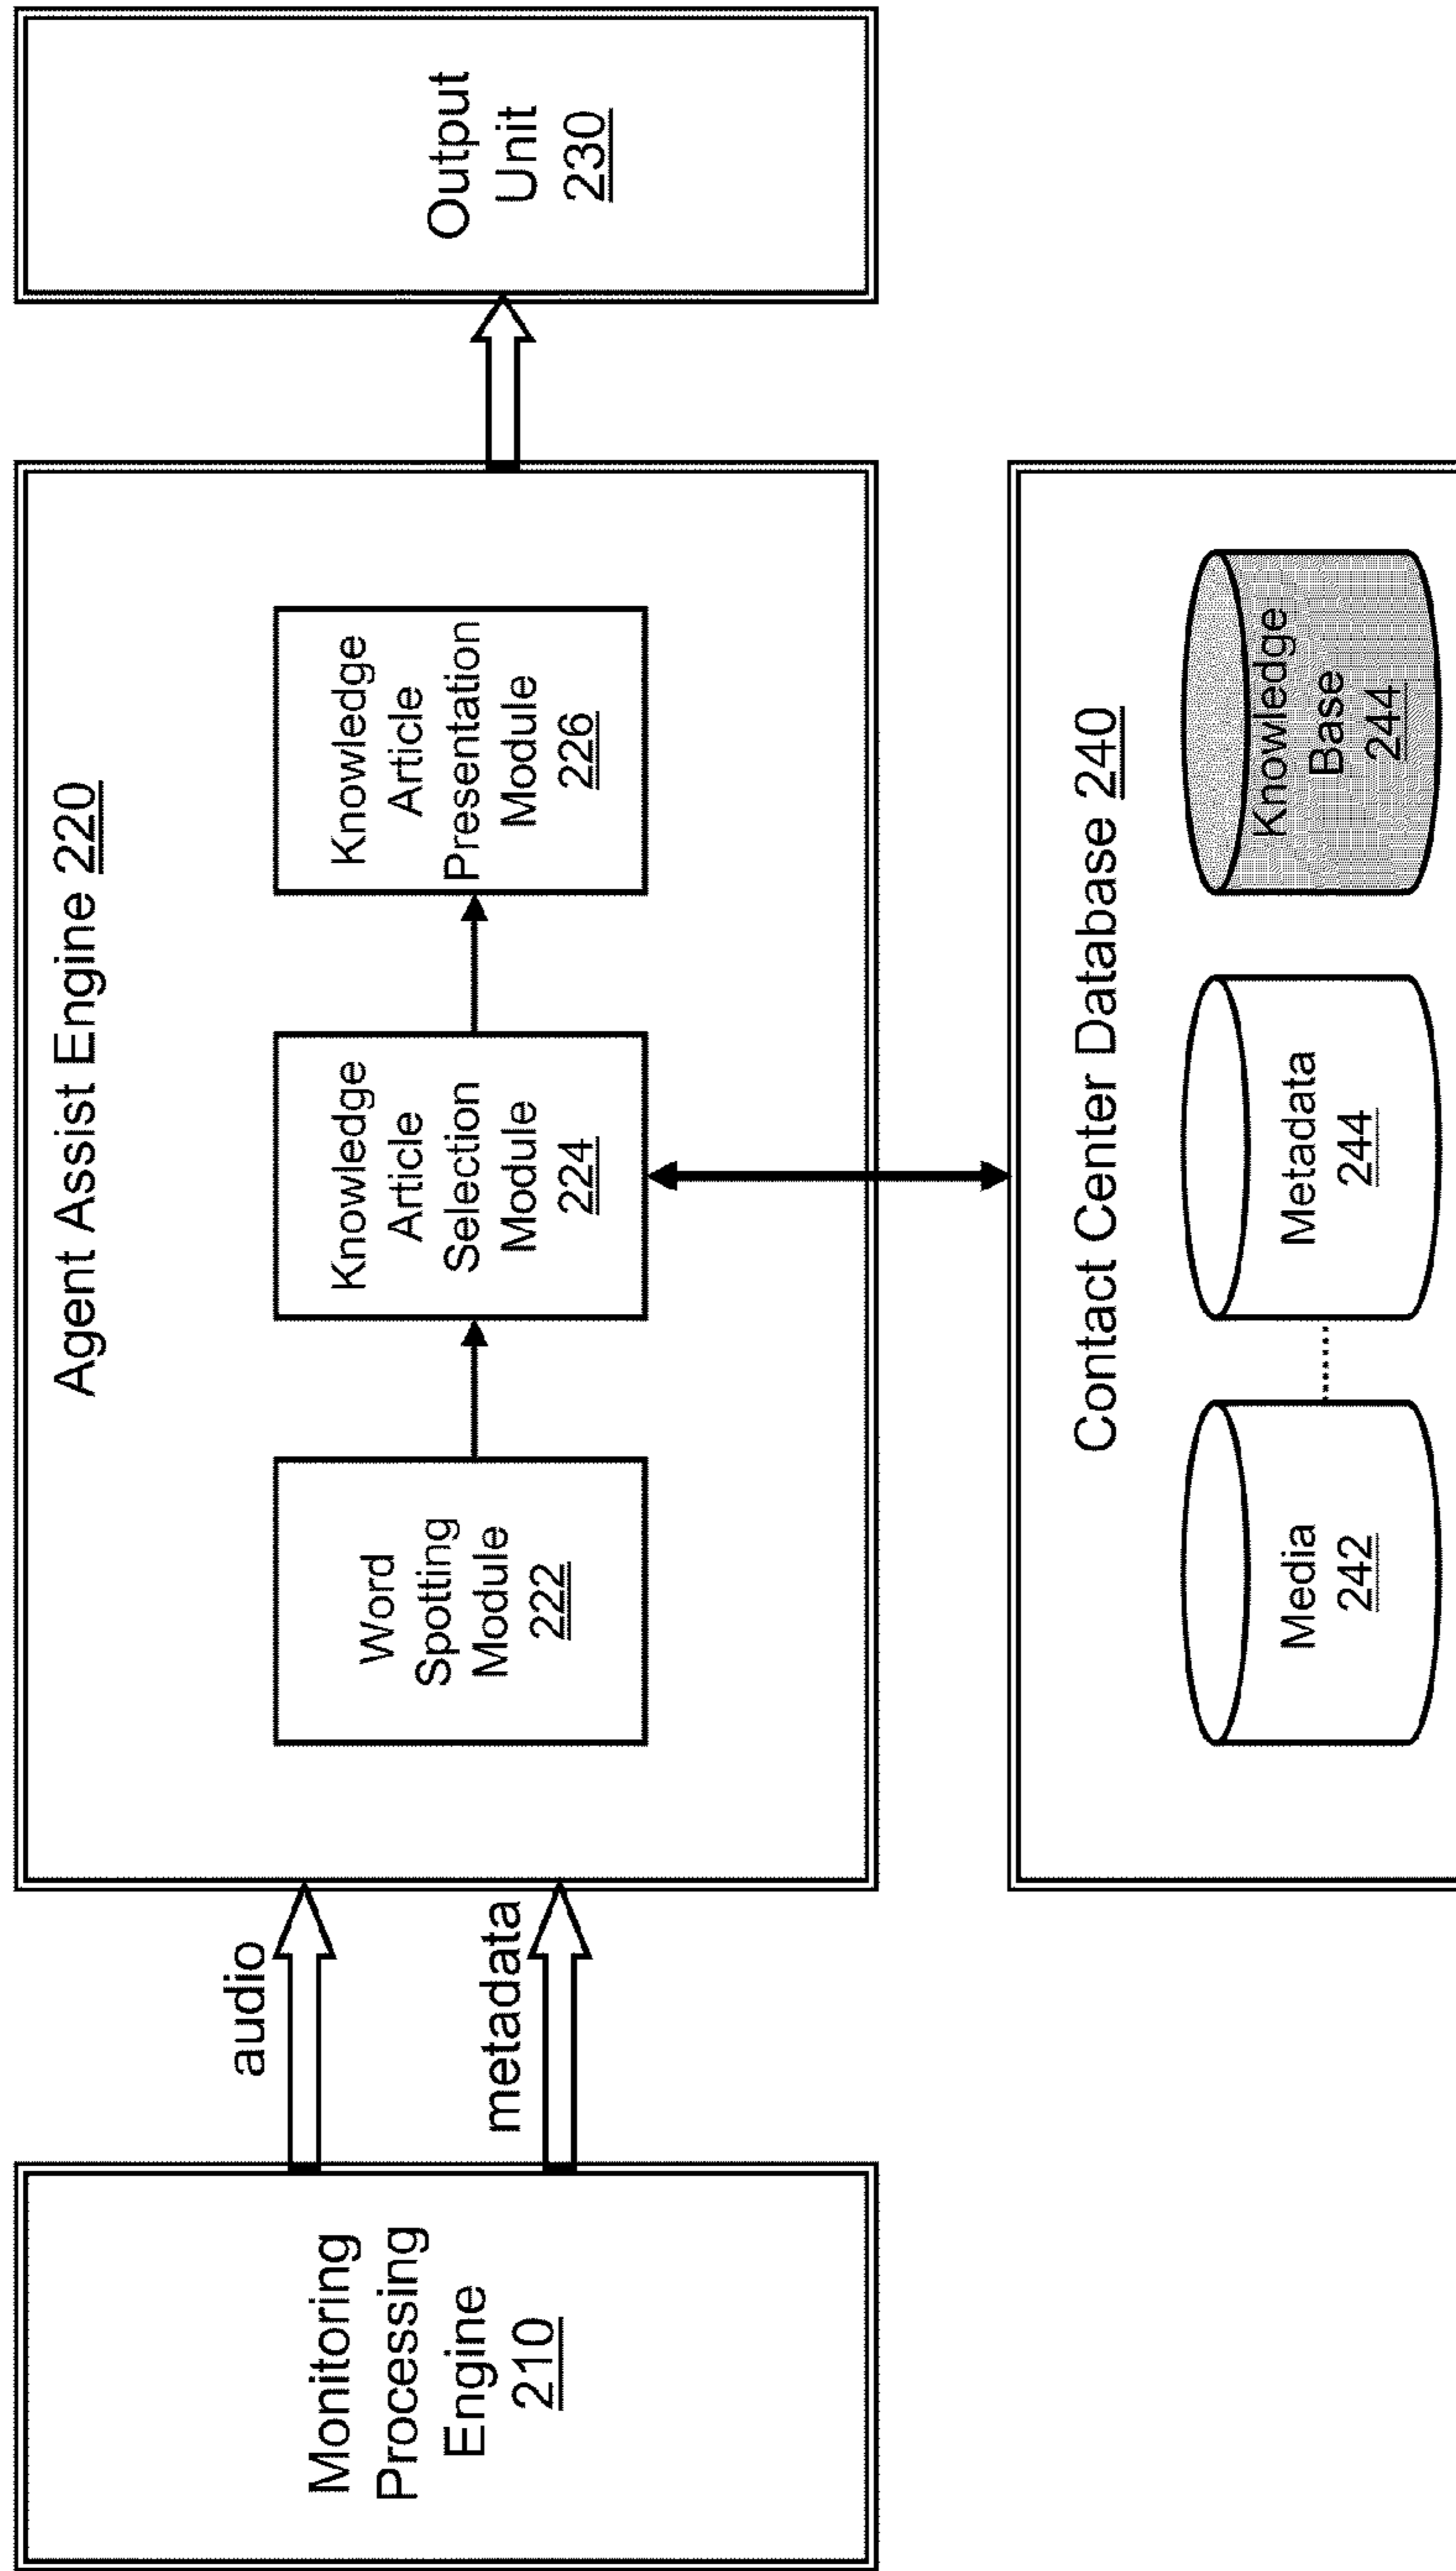 Monitoring
Processing
Engine
210
audio
metadata
Agent Assist Engine 220
Word
Spotting
Module
222
Knowledge
Article
Selection
Module
224
Knowledge
Article
Presentation
Module
226
Output
Unit
230
Contact Center Database 240
Media
242
Metadata
244
Knowledge
Base
244